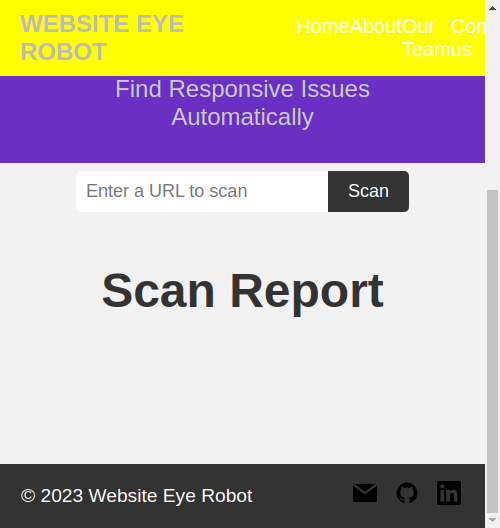 WEBSITE EYE
ROBOT
HomeAboutOur Con
Teamus
Find Responsive Issues
Automatically
Enter a URL to scan
Scan
Scan Report
© 2023 Website Eye Robot